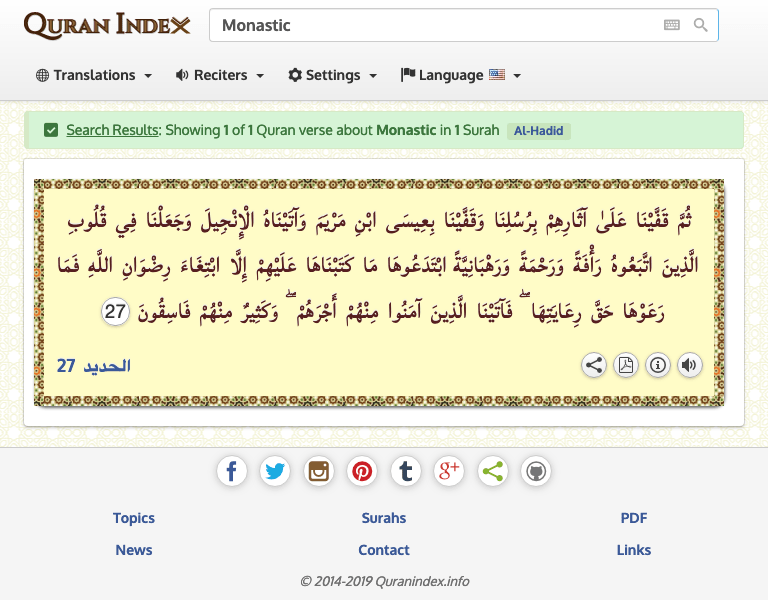 QURAN INDEX
Monastic
Translations Reciters Settings Language
Search Results: Showing 1 of 1 Quran verse about Monastic in 1 Surah Al-Hadid
ثُمَّ قَفَّيْنَا عَلَىٰ آثَارِهِمْ بِرُسُلِنَا وَقَفَّيْنَا بِعِيسَى ابْنِ مَرْيَمَ وَآتَيْنَاهُ الْإِنْجِيلَ وَجَعَلْنَا فِي قُلُوبِ
الَّذِينَ اتَّبَعُوهُ رَأْفَةً وَرَحْمَةً وَرَهْبَانِيَّةً ابْتَدَعُوهَا مَا كَتَبْنَاهَا عَلَيْهِمْ إِلَّا ابْتِغَاءَ رِضْوَانِ اللَّهِ فَمَا
رَعَوْهَا حَقَّ رِعَايَتِهَا ۖ فَآتَيْنَا الَّذِينَ آمَنُوا مِنْهُمْ أَجْرَهُمْ ۖ وَكَثِيرٌ مِنْهُمْ فَاسِقُونَ 27
الحديد 27
Topics Surahs PDF
News Contact Links
© 2014-2019 Quranindex.info